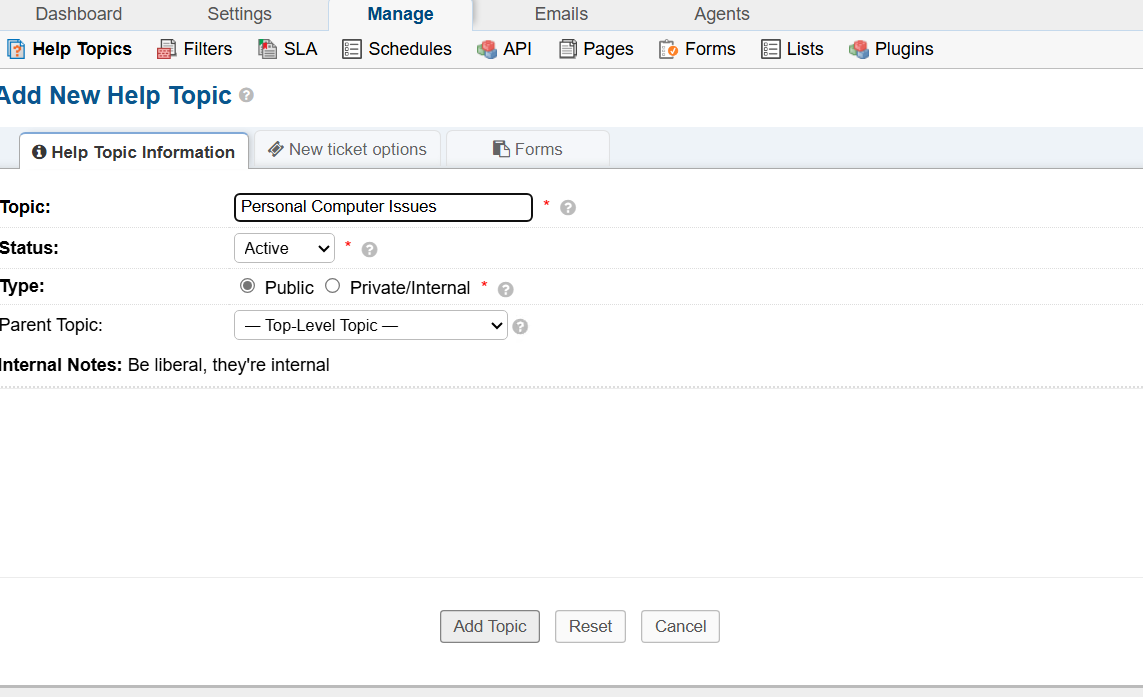 Dashboard Settings Manage Emails Agents
Help Topics Filters SLA Schedules API Pages Forms Lists Plugins
Add New Help Topic ?
Help Topic Information New ticket options Forms
Topic: Personal Computer Issues * ?
Status: Active * ?
Type: Public Private/Internal * ?
Parent Topic: — Top-Level Topic — ?
Internal Notes: Be liberal, they're internal
Add Topic Reset Cancel